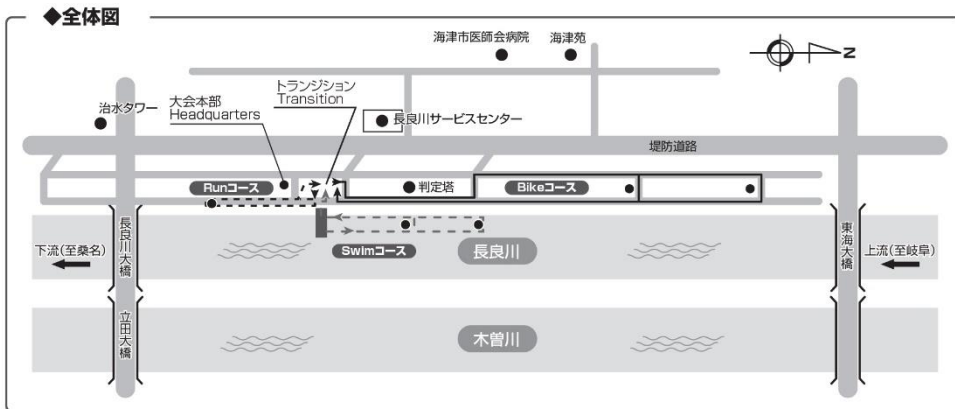 ◆全体図
海津市医師会病院
海津苑
N
トランジション
Transition
大会本部
Headquarters
治水タワー
長良川サービスセンター
堤防道路
Runコース
判定塔
Bikeコース
Swimコース
長良川
長良川大橋
東海大橋
下流(至桑名)
上流(至岐阜)
立田大橋
木曽川